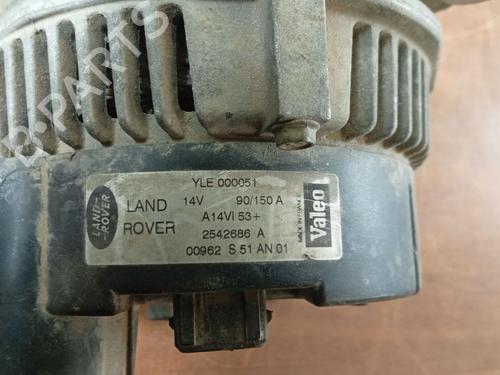 B-PARTS
YLE 000051
LAND-ROVER
LAND ROVER
14V 90/150 A
A14VI 53+
2542686 A
00962 S 51 AN 01
MADE IN FRANCE
Valeo